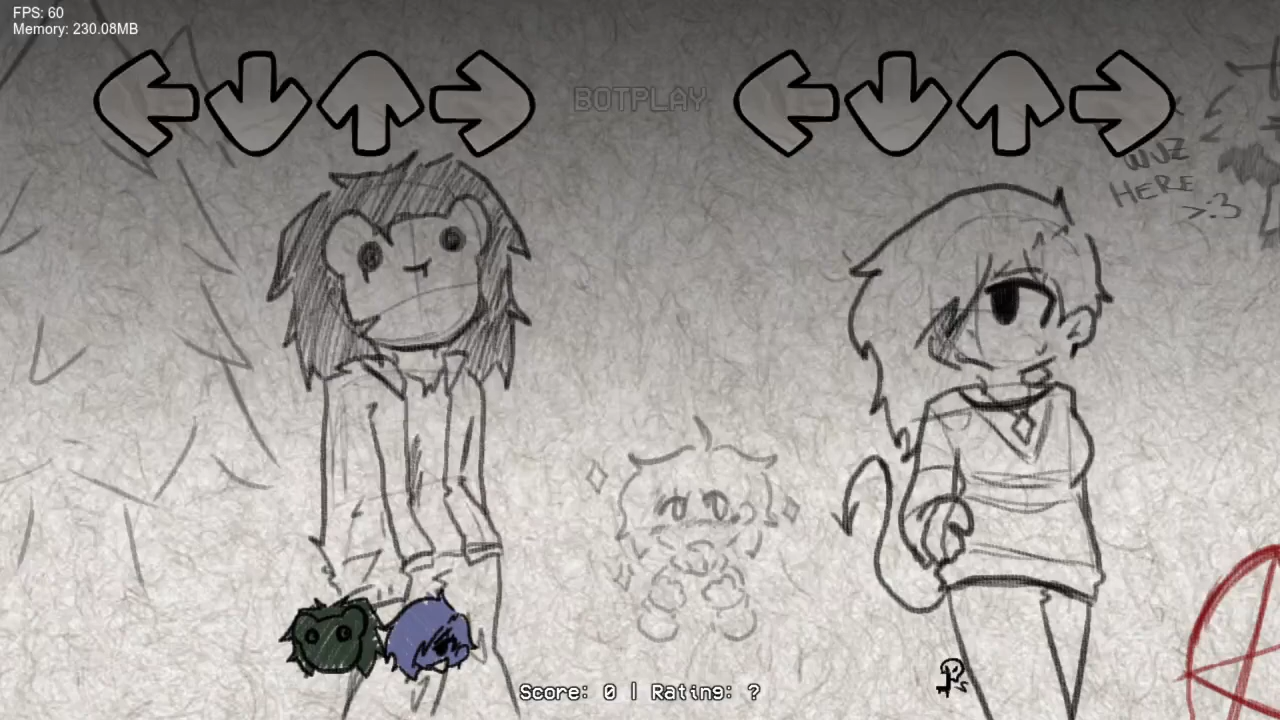 FPS: 60
Memory: 230.08MB
BOTPLAY
WUZ
HERE
>:3
Score: 0 | Rating: ?